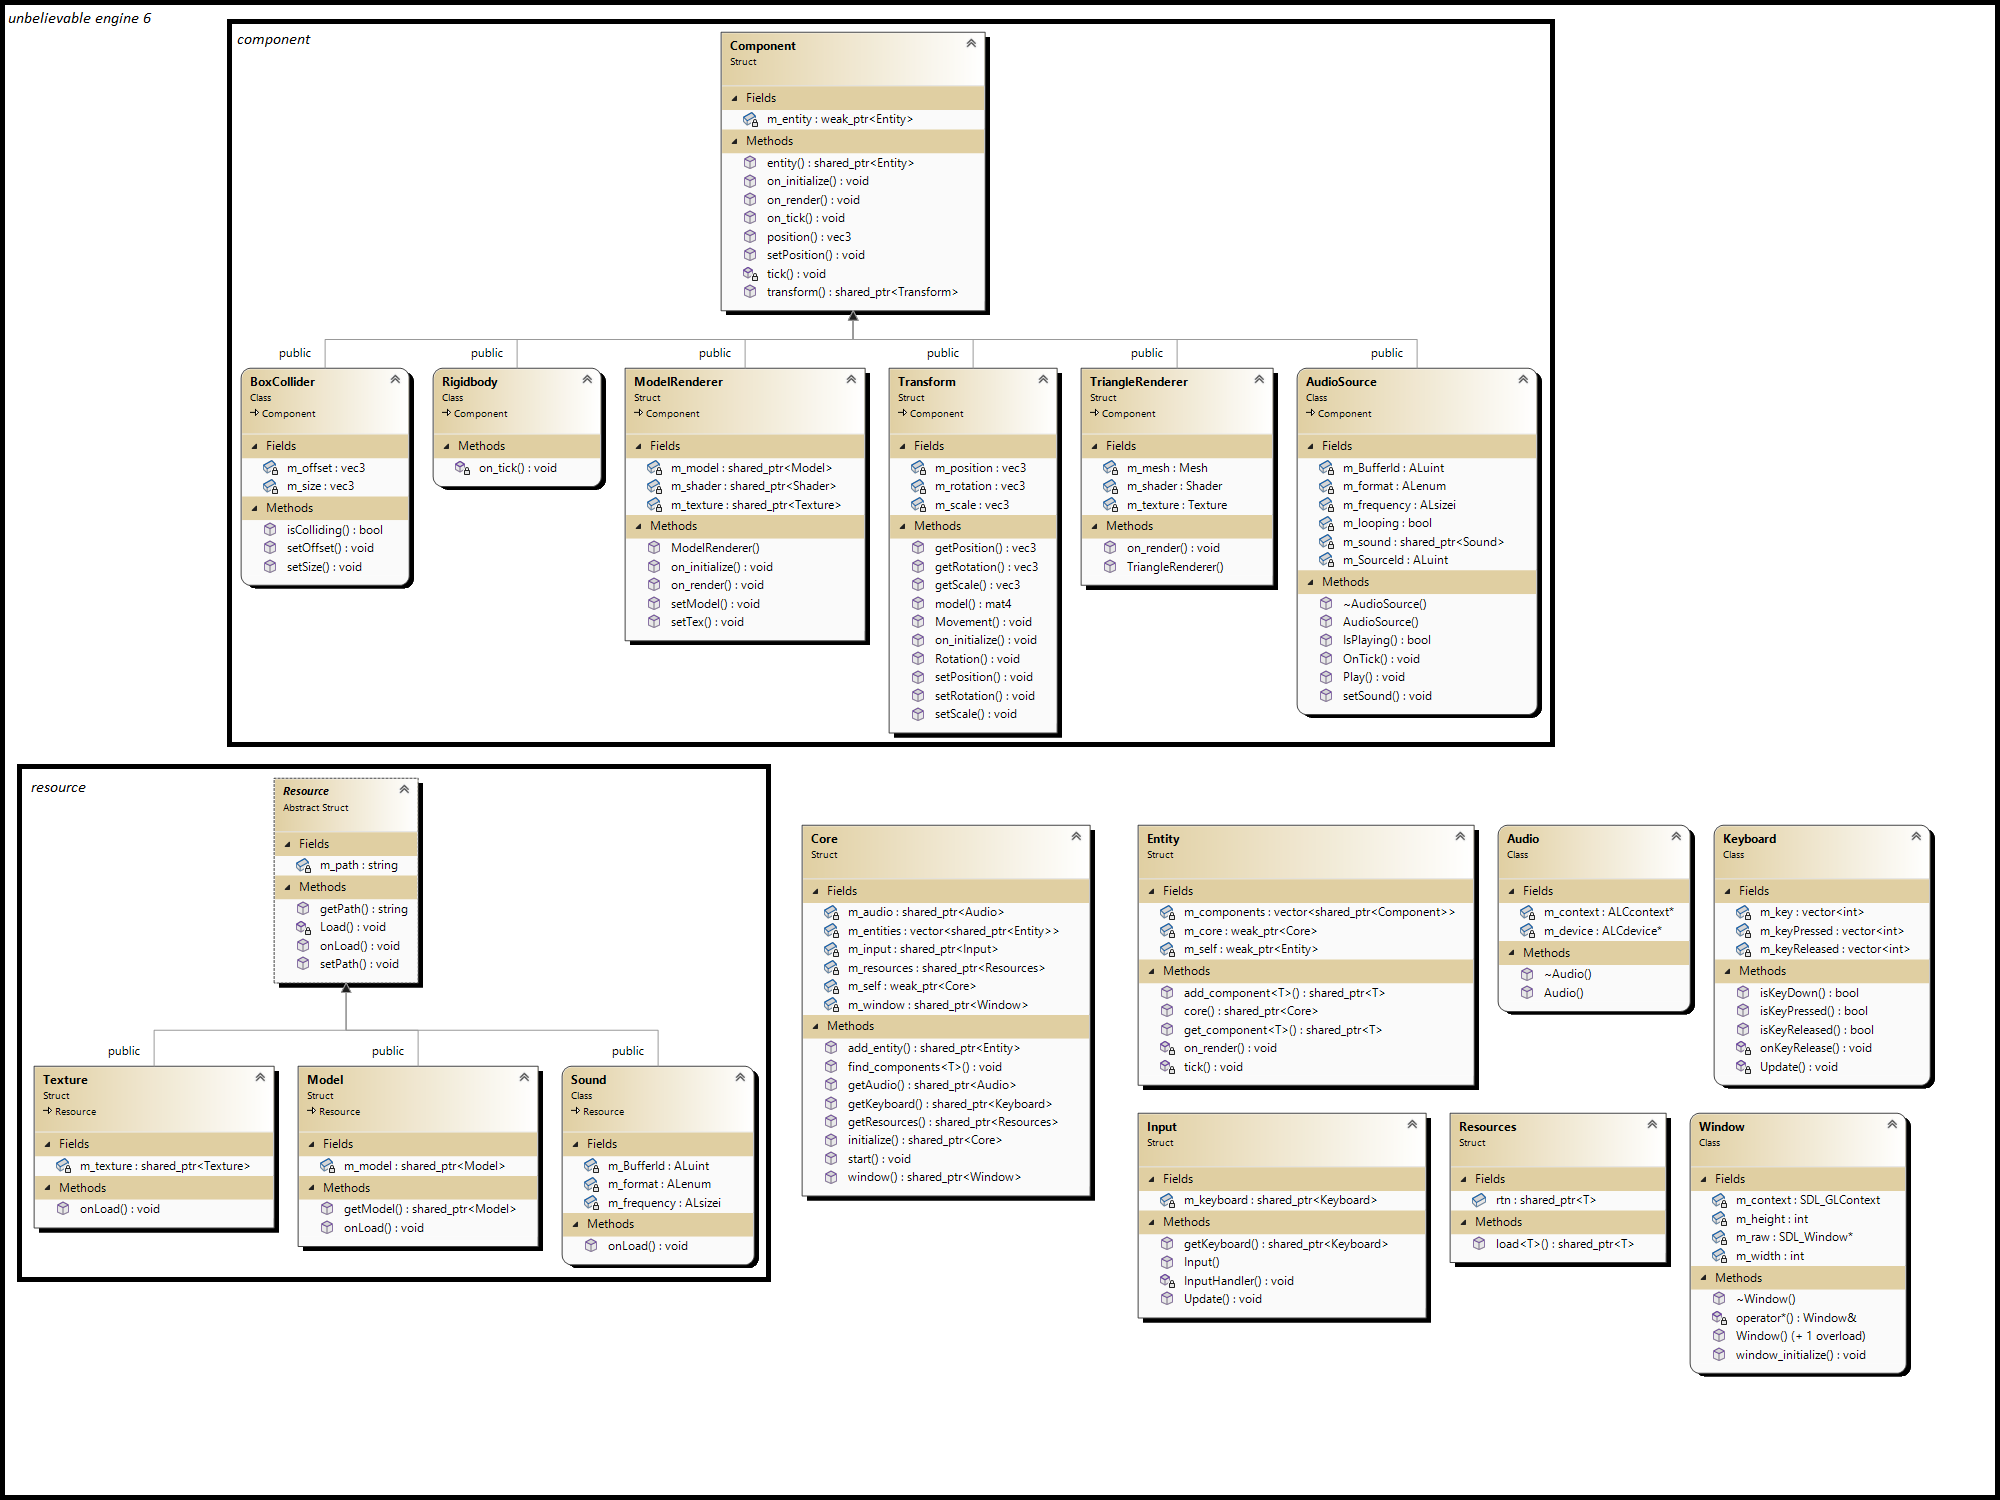 unbelievable engine 6
component
Component
Struct
Fields
m_entity : weak_ptr<Entity>
Methods
entity() : shared_ptr<Entity>
on_initialize() : void
on_render() : void
on_tick() : void
position() : vec3
setPosition() : void
tick() : void
transform() : shared_ptr<Transform>
public
public
public
public
public
public
BoxCollider
Class
Component
Fields
m_offset : vec3
m_size : vec3
Methods
isColliding() : bool
setOffset() : void
setSize() : void
Rigidbody
Class
Component
Methods
on_tick() : void
ModelRenderer
Struct
Component
Fields
m_model : shared_ptr<Model>
m_shader : shared_ptr<Shader>
m_texture : shared_ptr<Texture>
Methods
ModelRenderer()
on_initialize() : void
on_render() : void
setModel() : void
setTex() : void
Transform
Struct
Component
Fields
m_position : vec3
m_rotation : vec3
m_scale : vec3
Methods
getPosition() : vec3
getRotation() : vec3
getScale() : vec3
model() : mat4
Movement() : void
on_initialize() : void
Rotation() : void
setPosition() : void
setRotation() : void
setScale() : void
TriangleRenderer
Struct
Component
Fields
m_mesh : Mesh
m_shader : Shader
m_texture : Texture
Methods
on_render() : void
TriangleRenderer()
AudioSource
Class
Component
Fields
m_BufferId : ALuint
m_format : ALenum
m_frequency : ALsizei
m_looping : bool
m_sound : shared_ptr<Sound>
m_SourceId : ALuint
Methods
~AudioSource()
AudioSource()
IsPlaying() : bool
OnTick() : void
Play() : void
setSound() : void
resource
Resource
Abstract Struct
Fields
m_path : string
Methods
getPath() : string
Load() : void
onLoad() : void
setPath() : void
public
public
public
Texture
Struct
Resource
Fields
m_texture : shared_ptr<Texture>
Methods
onLoad() : void
Model
Struct
Resource
Fields
m_model : shared_ptr<Model>
Methods
getModel() : shared_ptr<Model>
onLoad() : void
Sound
Class
Resource
Fields
m_BufferId : ALuint
m_format : ALenum
m_frequency : ALsizei
Methods
onLoad() : void
Core
Struct
Fields
m_audio : shared_ptr<Audio>
m_entities : vector<shared_ptr<Entity>>
m_input : shared_ptr<Input>
m_resources : shared_ptr<Resources>
m_self : weak_ptr<Core>
m_window : shared_ptr<Window>
Methods
add_entity() : shared_ptr<Entity>
find_components<T>() : void
getAudio() : shared_ptr<Audio>
getKeyboard() : shared_ptr<Keyboard>
getResources() : shared_ptr<Resources>
initialize() : shared_ptr<Core>
start() : void
window() : shared_ptr<Window>
Entity
Struct
Fields
m_components : vector<shared_ptr<Component>>
m_core : weak_ptr<Core>
m_self : weak_ptr<Entity>
Methods
add_component<T>() : shared_ptr<T>
core() : shared_ptr<Core>
get_component<T>() : shared_ptr<T>
on_render() : void
tick() : void
Audio
Class
Fields
m_context : ALCcontext*
m_device : ALCdevice*
Methods
~Audio()
Audio()
Keyboard
Class
Fields
m_key : vector<int>
m_keyPressed : vector<int>
m_keyReleased : vector<int>
Methods
isKeyDown() : bool
isKeyPressed() : bool
isKeyReleased() : bool
onKeyRelease() : void
Update() : void
Input
Struct
Fields
m_keyboard : shared_ptr<Keyboard>
Methods
getKeyboard() : shared_ptr<Keyboard>
Input()
InputHandler() : void
Update() : void
Resources
Struct
Fields
rtn : shared_ptr<T>
Methods
load<T>() : shared_ptr<T>
Window
Class
Fields
m_context : SDL_GLContext
m_height : int
m_raw : SDL_Window*
m_width : int
Methods
~Window()
operator*() : Window&
Window() (+ 1 overload)
window_initialize() : void